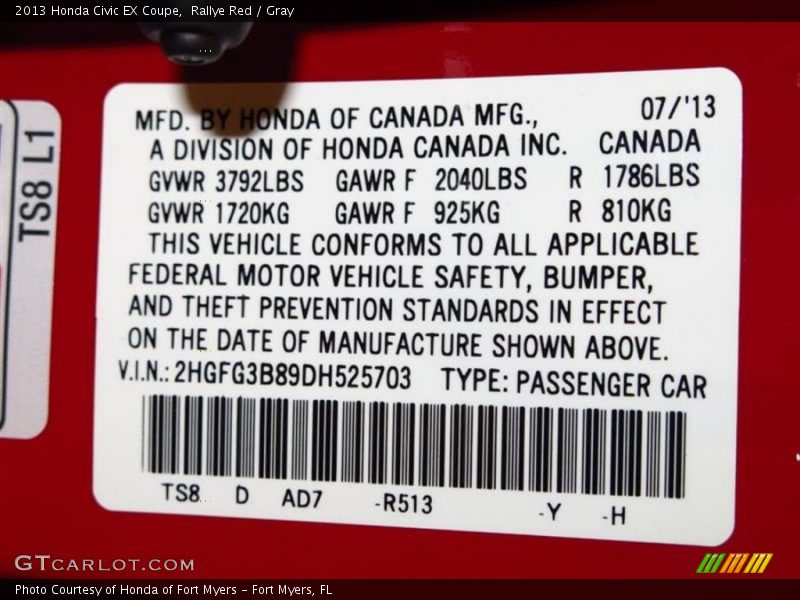 2013 Honda Civic EX Coupe, Rallye Red / Gray
TS8 L1
MFD. BY HONDA OF CANADA MFG., 07/'13
A DIVISION OF HONDA CANADA INC. CANADA
GVWR 3792LBS GAWR F 2040LBS R 1786LBS
GVWR 1720KG GAWR F 925KG R 810KG
THIS VEHICLE CONFORMS TO ALL APPLICABLE
FEDERAL MOTOR VEHICLE SAFETY, BUMPER,
AND THEFT PREVENTION STANDARDS IN EFFECT
ON THE DATE OF MANUFACTURE SHOWN ABOVE.
V.I.N.: 2HGFG3B89DH525703 TYPE: PASSENGER CAR
TS8 D AD7 -R513 -Y -H
GTCARLOT.COM
Photo Courtesy of Honda of Fort Myers - Fort Myers, FL